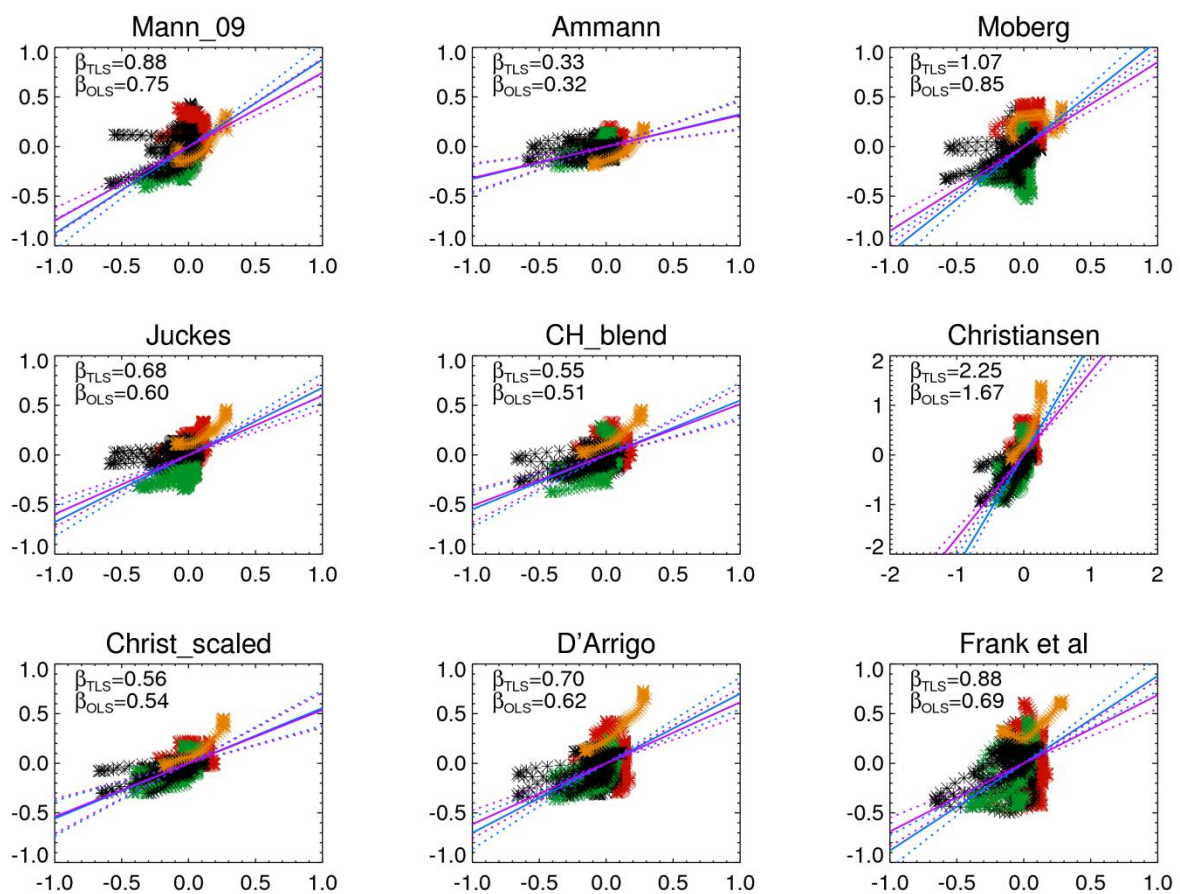 Mann_09
Ammann
Moberg
1.0
β_TLS=0.88
β_OLS=0.75
0.5
0.0
-0.5
-1.0
-1.0 -0.5 0.0 0.5 1.0
1.0
β_TLS=0.33
β_OLS=0.32
0.5
0.0
-0.5
-1.0
-1.0 -0.5 0.0 0.5 1.0
1.0
β_TLS=1.07
β_OLS=0.85
0.5
0.0
-0.5
-1.0
-1.0 -0.5 0.0 0.5 1.0
Juckes
CH_blend
Christiansen
1.0
β_TLS=0.68
β_OLS=0.60
0.5
0.0
-0.5
-1.0
-1.0 -0.5 0.0 0.5 1.0
1.0
β_TLS=0.55
β_OLS=0.51
0.5
0.0
-0.5
-1.0
-1.0 -0.5 0.0 0.5 1.0
2
β_TLS=2.25
β_OLS=1.67
1
0
-1
-2
-2 -1 0 1 2
Christ_scaled
D'Arrigo
Frank et al
1.0
β_TLS=0.56
β_OLS=0.54
0.5
0.0
-0.5
-1.0
-1.0 -0.5 0.0 0.5 1.0
1.0
β_TLS=0.70
β_OLS=0.62
0.5
0.0
-0.5
-1.0
-1.0 -0.5 0.0 0.5 1.0
1.0
β_TLS=0.88
β_OLS=0.69
0.5
0.0
-0.5
-1.0
-1.0 -0.5 0.0 0.5 1.0